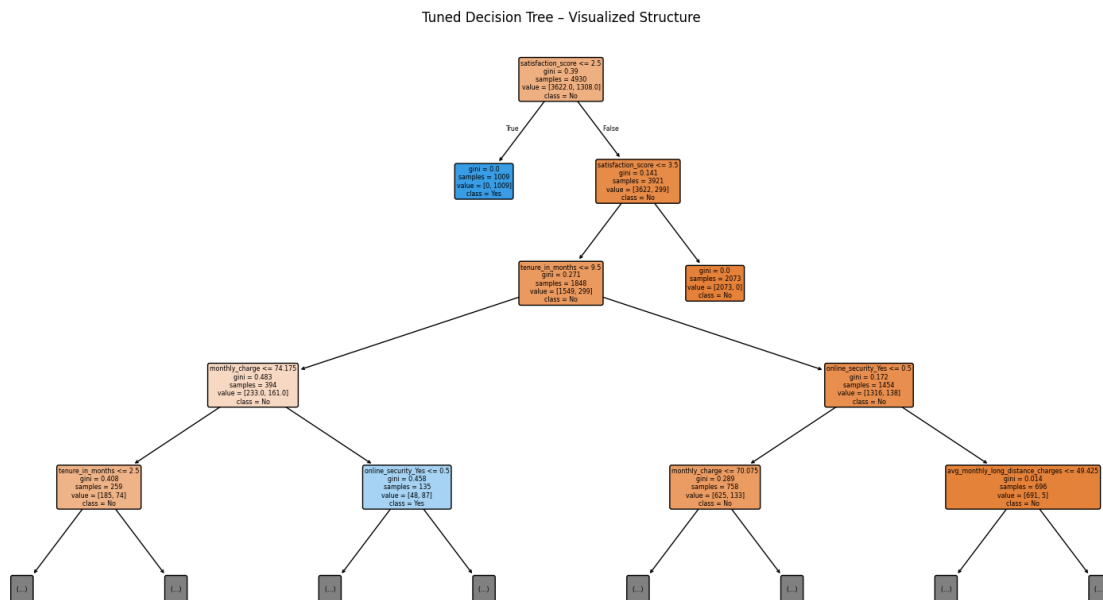 Tuned Decision Tree – Visualized Structure
satisfaction_score <= 2.5
gini = 0.39
samples = 4930
value = [3622.0, 1308.0]
class = No
True
False
gini = 0.0
samples = 1009
value = [0, 1009]
class = Yes
satisfaction_score <= 3.5
gini = 0.141
samples = 3921
value = [3622, 299]
class = No
tenure_in_months <= 9.5
gini = 0.271
samples = 1848
value = [1549, 299]
class = No
gini = 0.0
samples = 2073
value = [2073, 0]
class = No
monthly_charge <= 74.175
gini = 0.483
samples = 394
value = [233.0, 161.0]
class = No
online_security_Yes <= 0.5
gini = 0.172
samples = 1454
value = [1316, 138]
class = No
tenure_in_months <= 2.5
gini = 0.408
samples = 259
value = [185, 74]
class = No
online_security_Yes <= 0.5
gini = 0.458
samples = 135
value = [48, 87]
class = Yes
monthly_charge <= 70.075
gini = 0.289
samples = 758
value = [625, 133]
class = No
avg_monthly_long_distance_charges <= 49.425
gini = 0.014
samples = 696
value = [691, 5]
class = No
(...)
(...)
(...)
(...)
(...)
(...)
(...)
(...)